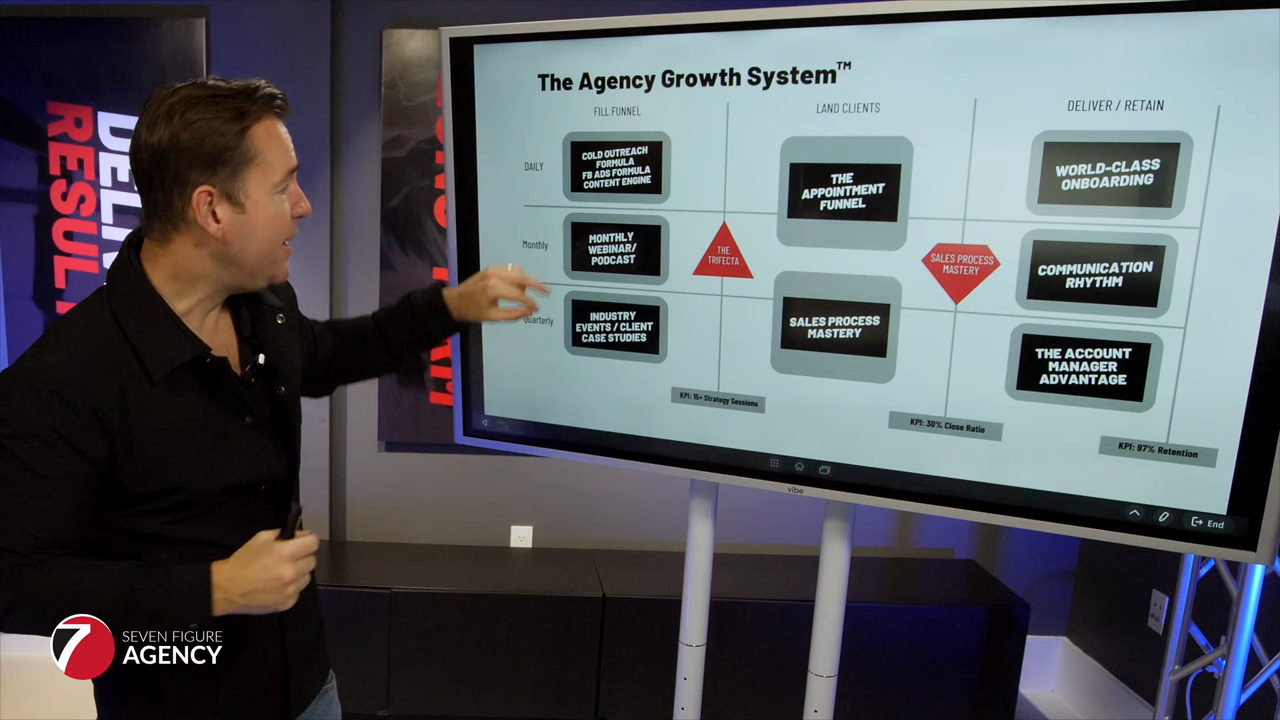 The Agency Growth System™
FILL FUNNEL
LAND CLIENTS
DELIVER / RETAIN
DAILY
COLD OUTREACH
FORMULA
FB ADS FORMULA
CONTENT ENGINE
THE
APPOINTMENT
FUNNEL
WORLD-CLASS
ONBOARDING
Monthly
MONTHLY
WEBINAR/
PODCAST
THE
TRIFECTA
SALES PROCESS
MASTERY
COMMUNICATION
RHYTHM
Quarterly
INDUSTRY
EVENTS / CLIENT
CASE STUDIES
SALES PROCESS
MASTERY
THE ACCOUNT
MANAGER
ADVANTAGE
KPI: 15+ Strategy Sessions
KPI: 30% Close Ratio
KPI: 97% Retention
vibe
End
RESUL
7
SEVEN FIGURE
AGENCY